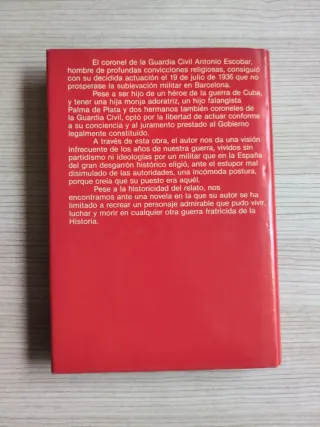 El coronel de la Guardia Civil Antonio Escobar,
hombre de profundas convicciones religiosas, consiguió
con su decidida actuación el 19 de julio de 1936 que
no prosperase la sublevación militar en Barcelona.
Pese a ser hijo de un héroe de la guerra de Cuba,
y tener una hija monja adoratriz, un hijo falangista
Palma de Plata y dos hermanos también coroneles de
la Guardia Civil, optó por la libertad de actuar conforme
a su conciencia y al juramento prestado al Gobierno
legalmente constituido.
A través de esta obra, el autor nos da una visión
infrecuente de los años de nuestra guerra, vividos sin
partidismo ni ideologías por un militar que en la España
del gran desgarrón histórico eligió, ante el estupor mal
disimulado de las autoridades, una incómoda postura,
porque creía que su puesto era aquél.
Pese a la historicidad del relato, nos
encontramos ante una novela en la que su autor se ha
limitado a recrear un personaje admirable que pudo vivir,
luchar y morir en cualquier otra guerra fratricida de la
Historia.